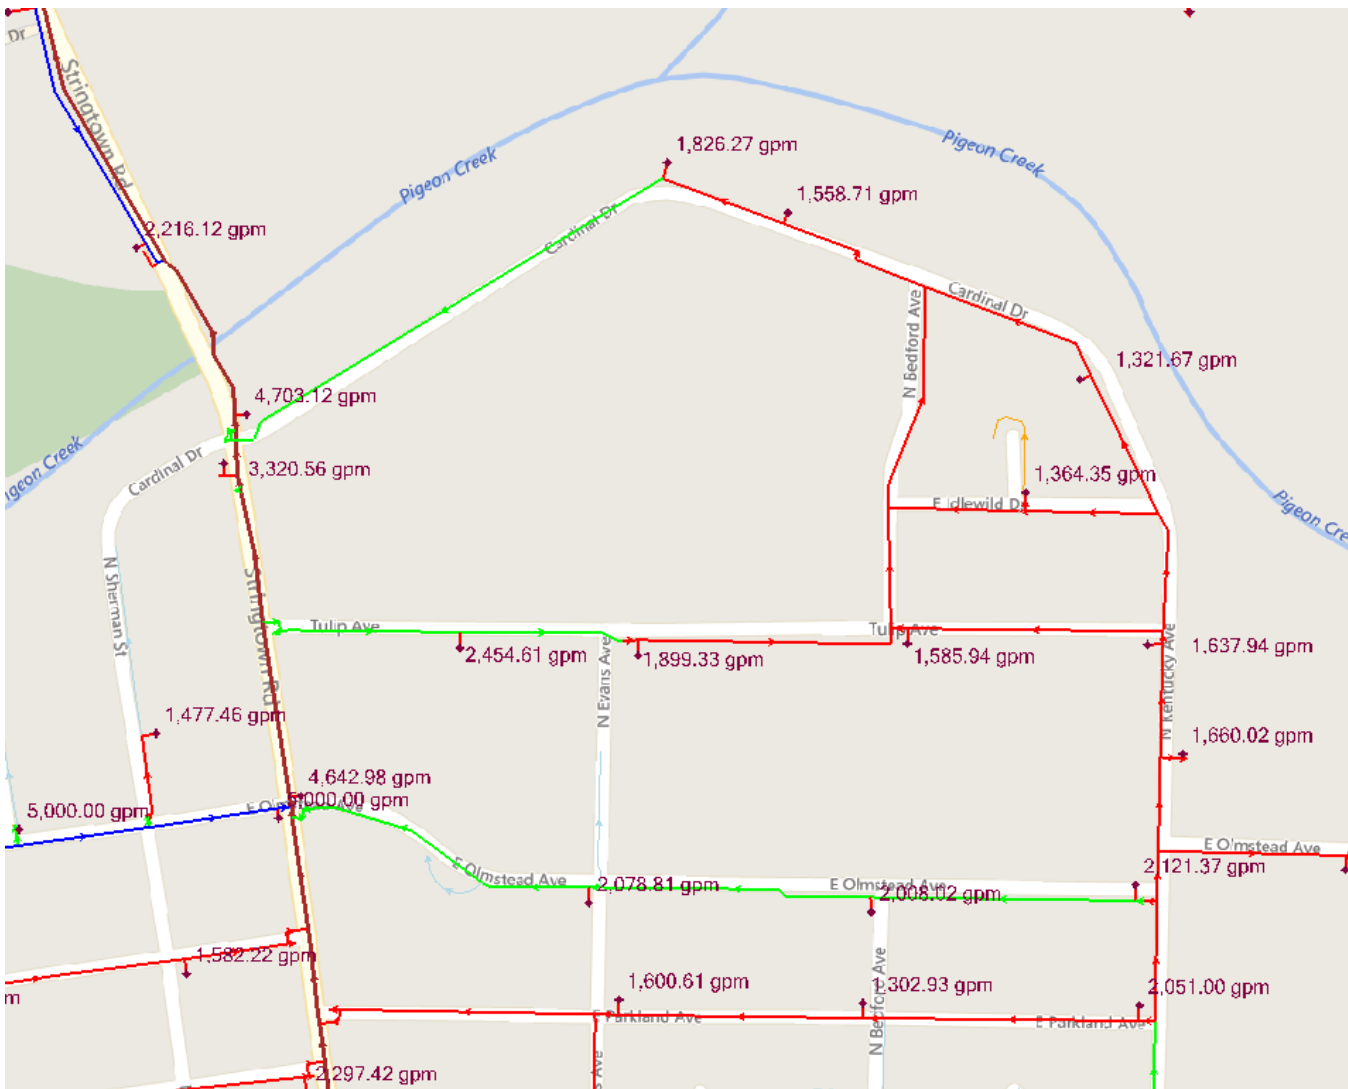 Dr
Stringtown Rd
1,826.27 gpm
Pigeon Creek
Pigeon Creek
1,558.71 gpm
2,216.12 gpm
Cardinal Dr
Cardinal Dr
N Bedford Ave
1,321.67 gpm
4,703.12 gpm
Cardinal Dr
3,320.56 gpm
1,364.35 gpm
E Idlewild D
igeon Creek
Pigeon Cre
N Sherman St
Stringtown Rd
Tulip Ave
Tulip Ave
2,454.61 gpm
1,899.33 gpm
1,585.94 gpm
1,637.94 gpm
N Evans Ave
N Kentucky Ave
1,477.46 gpm
1,660.02 gpm
4,642.98 gpm
5,000.00 gpm
5,000.00 gpm
E Olmstead Ave
E Olmstead Ave
E Olmstead Ave
E Olmstead Ave
2,121.37 gpm
2,078.81 gpm
2,008.02 gpm
1,582.22 gpm
N Bedford Ave
1,600.61 gpm
1,302.93 gpm
2,051.00 gpm
m
E Parkland Ave
E Parkland Ave
s Ave
2,297.42 gpm